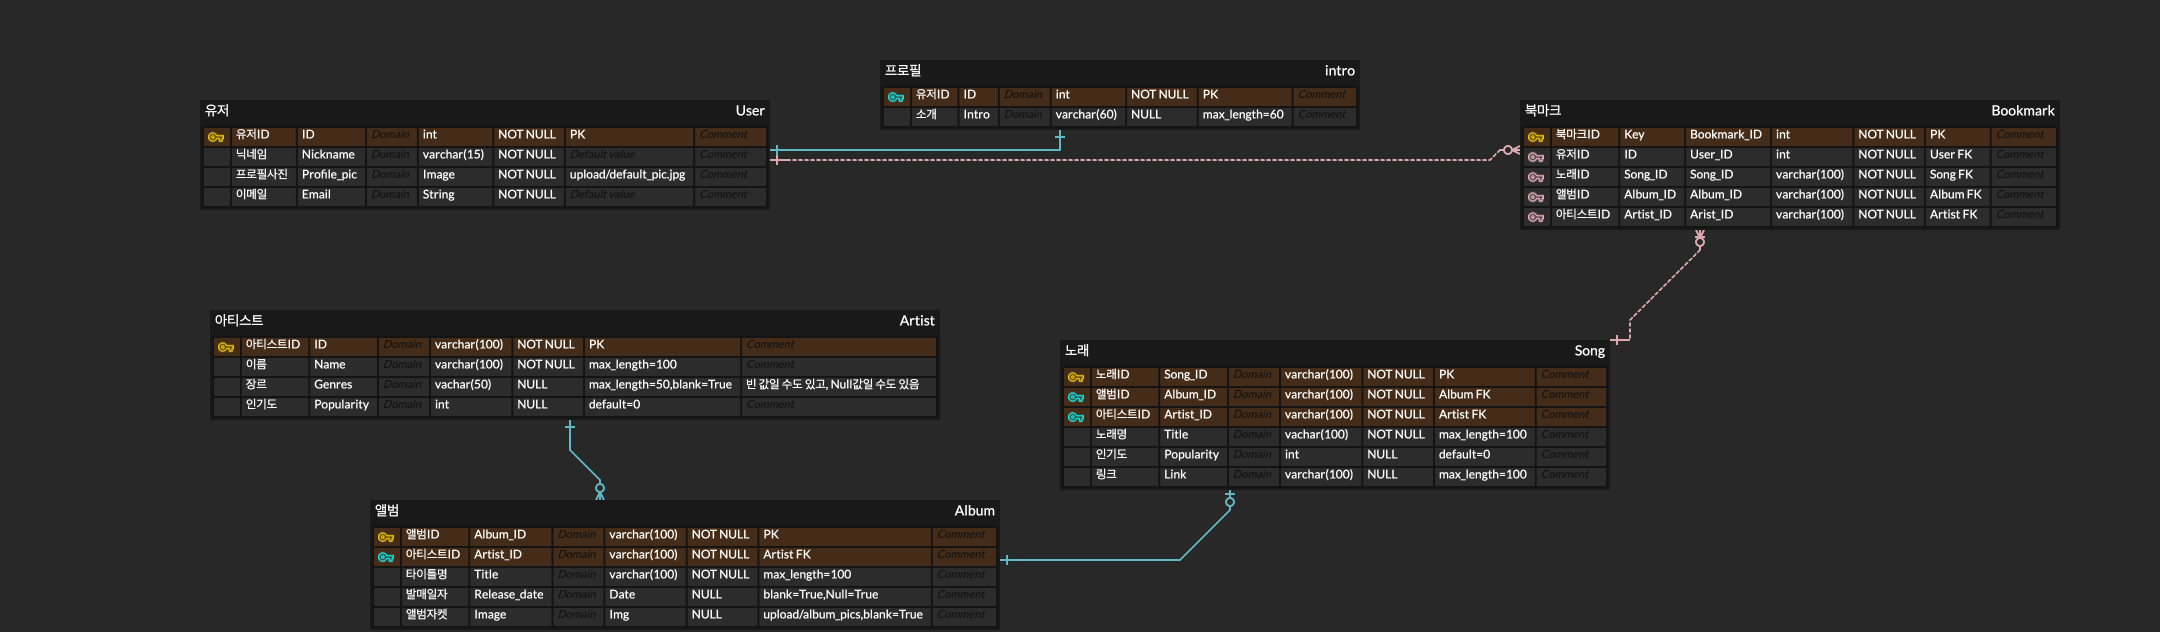 프로필 intro
유저ID ID Domain int NOT NULL PK Comment
소개 Intro Domain varchar(60) NULL max_length=60 Comment
유저 User
유저ID ID Domain int NOT NULL PK Comment
닉네임 Nickname Domain varchar(15) NOT NULL Default value Comment
프로필사진 Profile_pic Domain Image NOT NULL upload/default_pic.jpg Comment
이메일 Email Domain String NOT NULL Default value Comment
북마크 Bookmark
북마크ID Key Bookmark_ID int NOT NULL PK Comment
유저ID ID User_ID int NOT NULL User FK Comment
노래ID Song_ID Song_ID varchar(100) NOT NULL Song FK Comment
앨범ID Album_ID Album_ID varchar(100) NOT NULL Album FK Comment
아티스트ID Artist_ID Arist_ID varchar(100) NOT NULL Artist FK Comment
아티스트 Artist
아티스트ID ID Domain varchar(100) NOT NULL PK Comment
이름 Name Domain varchar(100) NOT NULL max_length=100 Comment
장르 Genres Domain vachar(50) NULL max_length=50,blank=True 빈 값일 수도 있고, Null값일 수도 있음
인기도 Popularity Domain int NULL default=0 Comment
노래 Song
노래ID Song_ID Domain varchar(100) NOT NULL PK Comment
앨범ID Album_ID Domain varchar(100) NOT NULL Album FK Comment
아티스트ID Artist_ID Domain varchar(100) NOT NULL Artist FK Comment
노래명 Title Domain vachar(100) NOT NULL max_length=100 Comment
인기도 Popularity Domain int NULL default=0 Comment
링크 Link Domain varchar(100) NULL max_length=100 Comment
앨범 Album
앨범ID Album_ID Domain varchar(100) NOT NULL PK Comment
아티스트ID Artist_ID Domain varchar(100) NOT NULL Artist FK Comment
타이틀명 Title Domain varchar(100) NOT NULL max_length=100 Comment
발매일자 Release_date Domain Date NULL blank=True,Null=True Comment
앨범자켓 Image Domain Img NULL upload/album_pics,blank=True Comment